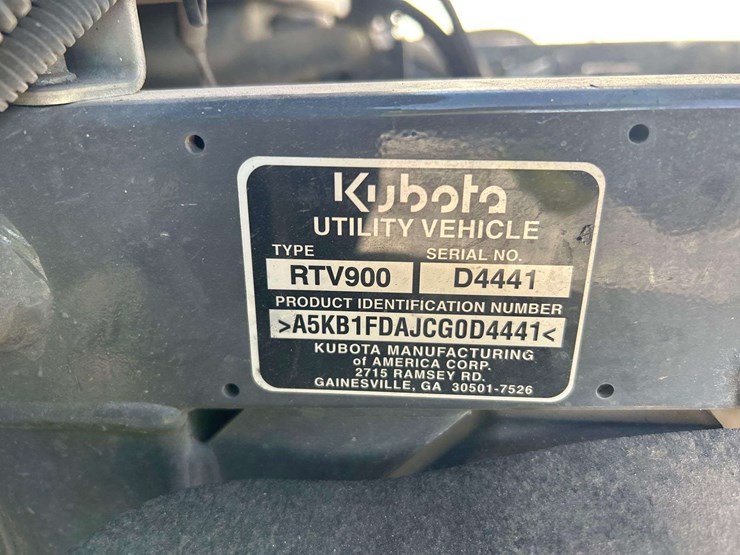 Kubota
UTILITY VEHICLE
TYPE SERIAL NO.
RTV900 D4441
PRODUCT IDENTIFICATION NUMBER
>A5KB1FDAJCG0D4441<
KUBOTA MANUFACTURING
of AMERICA CORP.
2715 RAMSEY RD.
GAINESVILLE, GA 30501-7526